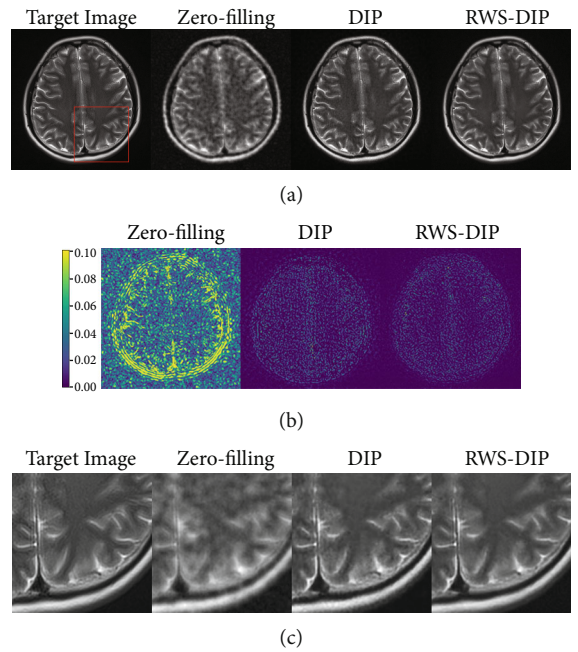 Target Image Zero-filling DIP RWS-DIP
(a)
Zero-filling DIP RWS-DIP
0.10
0.08
0.06
0.04
0.02
0.00
(b)
Target Image Zero-filling DIP RWS-DIP
(c)